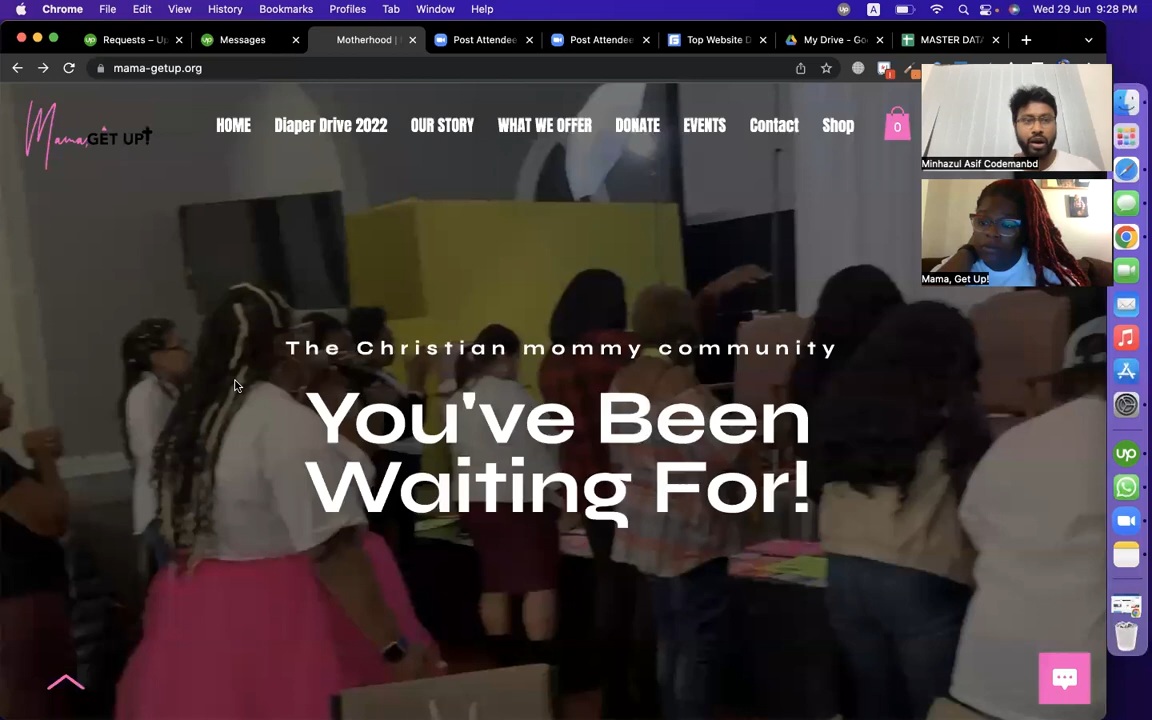 Chrome File Edit View History Bookmarks Profiles Tab Window Help
A Wed 29 Jun 9:28 PM
Requests – Up
Messages
Motherhood |
Post Attendee
Post Attendee
Top Website D
My Drive – Go
MASTER DAT
mama-getup.org
Mama, GET UP!
HOME Diaper Drive 2022 OUR STORY WHAT WE OFFER DONATE EVENTS Contact Shop
0
Minhazul Asif Codemanbd
Mama, Get Up!
The Christian mommy community
You've Been
Waiting For!
up